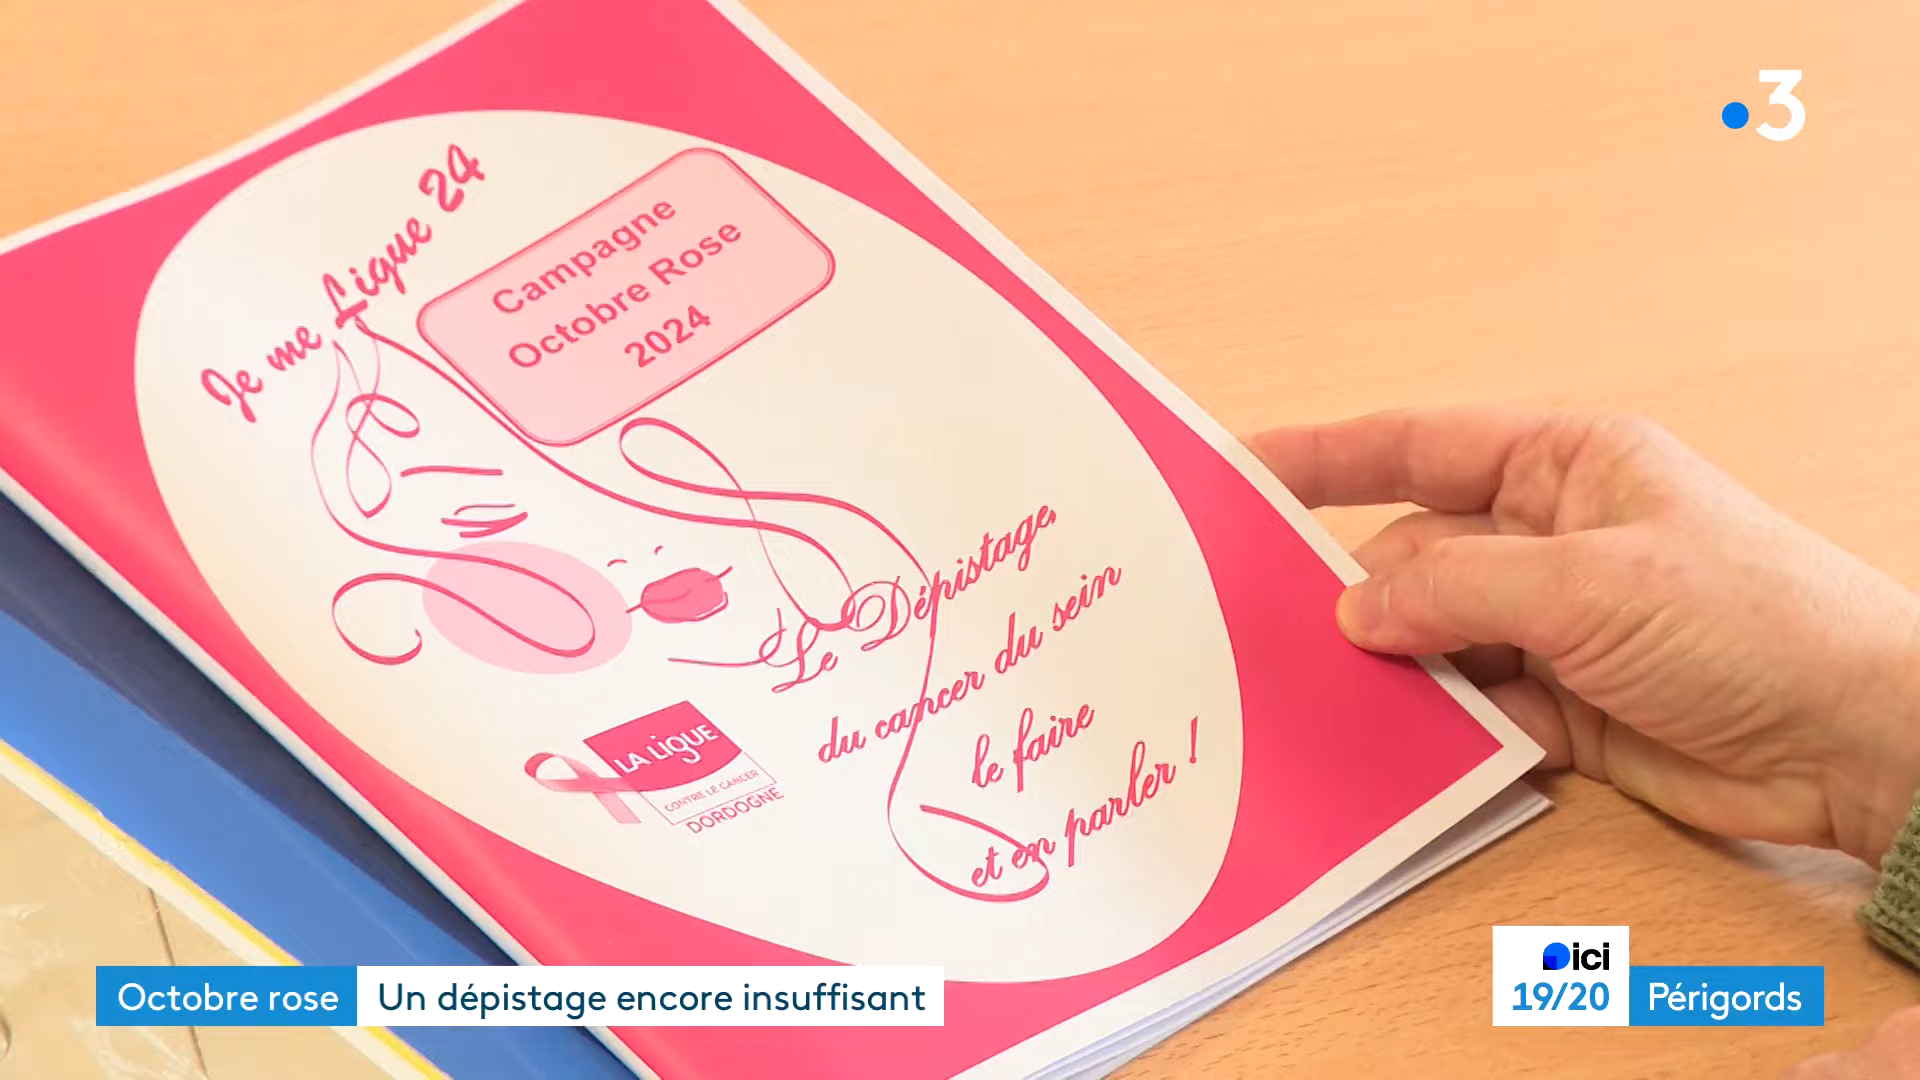 3
Je me Ligue 24
Campagne
Octobre Rose
2024
Le Dépistage,
du cancer du sein
le faire
et en parler !
LA LIGUE
CONTRE LE CANCER
DORDOGNE
Octobre rose
Un dépistage encore insuffisant
ici
19/20
Périgords